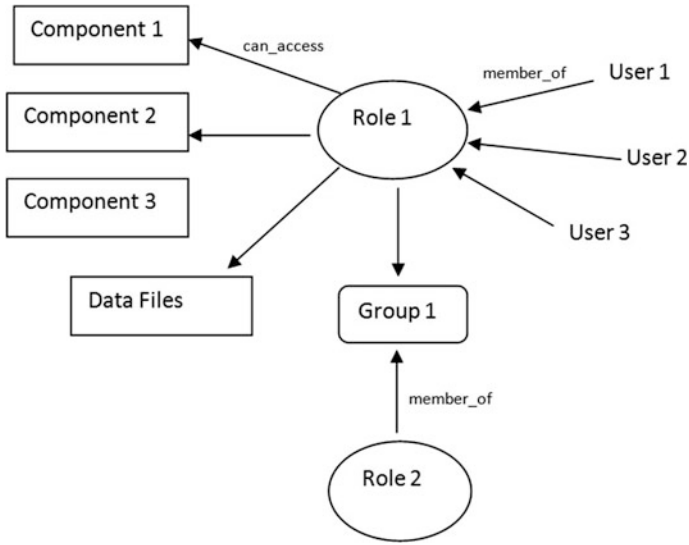 Component 1
can_access
member_of
User 1
Component 2
Role 1
User 2
Component 3
User 3
Data Files
Group 1
member_of
Role 2